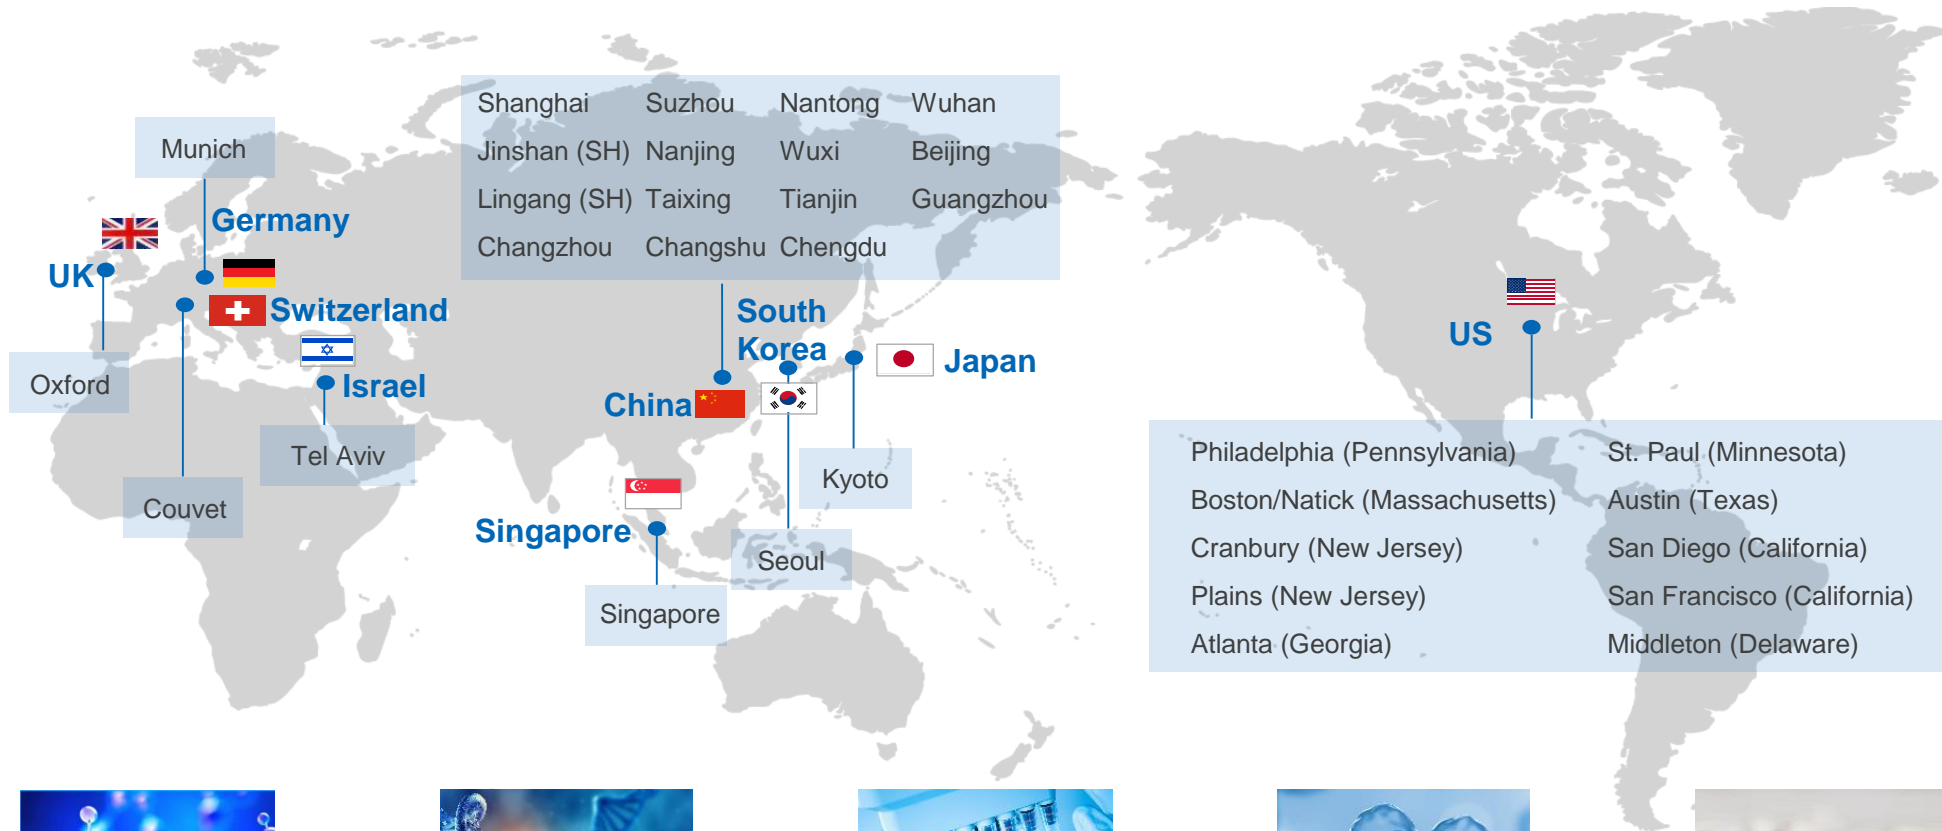 Shanghai Suzhou Nantong Wuhan
Jinshan (SH) Nanjing Wuxi Beijing
Lingang (SH) Taixing Tianjin Guangzhou
Changzhou Changshu Chengdu
Munich
Germany
UK
Switzerland
Israel
Oxford
Tel Aviv
Couvet
South
Korea
Japan
China
Kyoto
Singapore
Seoul
Singapore
US
Philadelphia (Pennsylvania) St. Paul (Minnesota)
Boston/Natick (Massachusetts) Austin (Texas)
Cranbury (New Jersey) San Diego (California)
Plains (New Jersey) San Francisco (California)
Atlanta (Georgia) Middleton (Delaware)